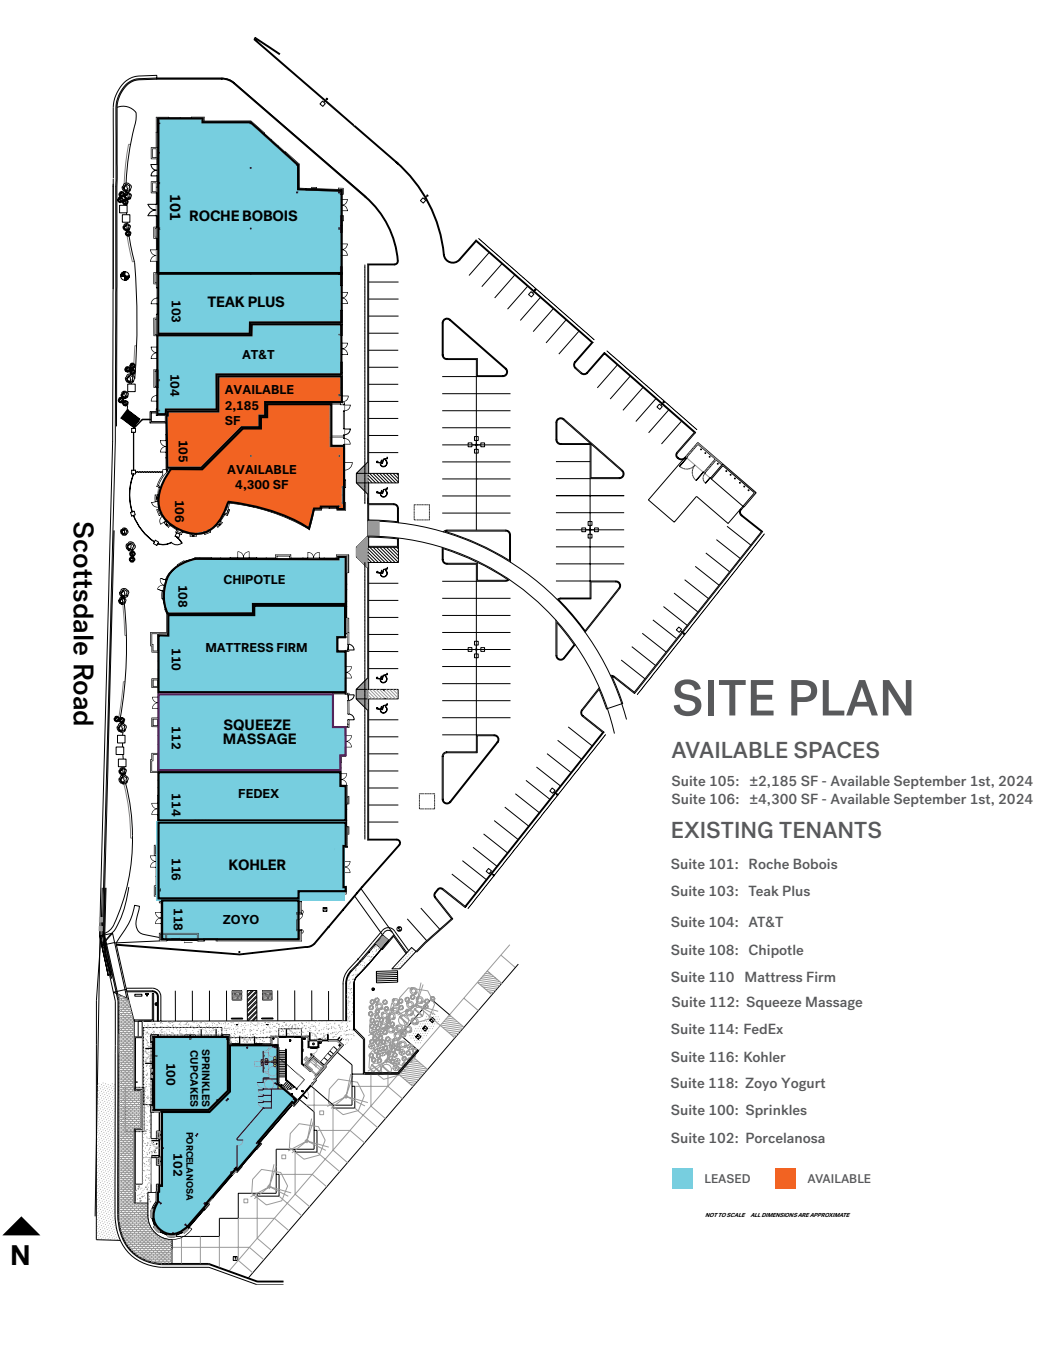 101
ROCHE BOBOIS
103
TEAK PLUS
AT&T
104
AVAILABLE
2,185
SF
105
AVAILABLE
4,300 SF
106
Scottsdale Road
CHIPOTLE
108
MATTRESS FIRM
110
SQUEEZE
MASSAGE
112
FEDEX
114
KOHLER
116
ZOYO
118
SPRINKLES
CUPCAKES
100
PORCELANOSA
102
N
SITE PLAN
AVAILABLE SPACES
Suite 105: ±2,185 SF - Available September 1st, 2024
Suite 106: ±4,300 SF - Available September 1st, 2024
EXISTING TENANTS
Suite 101: Roche Bobois
Suite 103: Teak Plus
Suite 104: AT&T
Suite 108: Chipotle
Suite 110 Mattress Firm
Suite 112: Squeeze Massage
Suite 114: FedEx
Suite 116: Kohler
Suite 118: Zoyo Yogurt
Suite 100: Sprinkles
Suite 102: Porcelanosa
LEASED
AVAILABLE
NOT TO SCALE ALL DIMENSIONS ARE APPROXIMATE